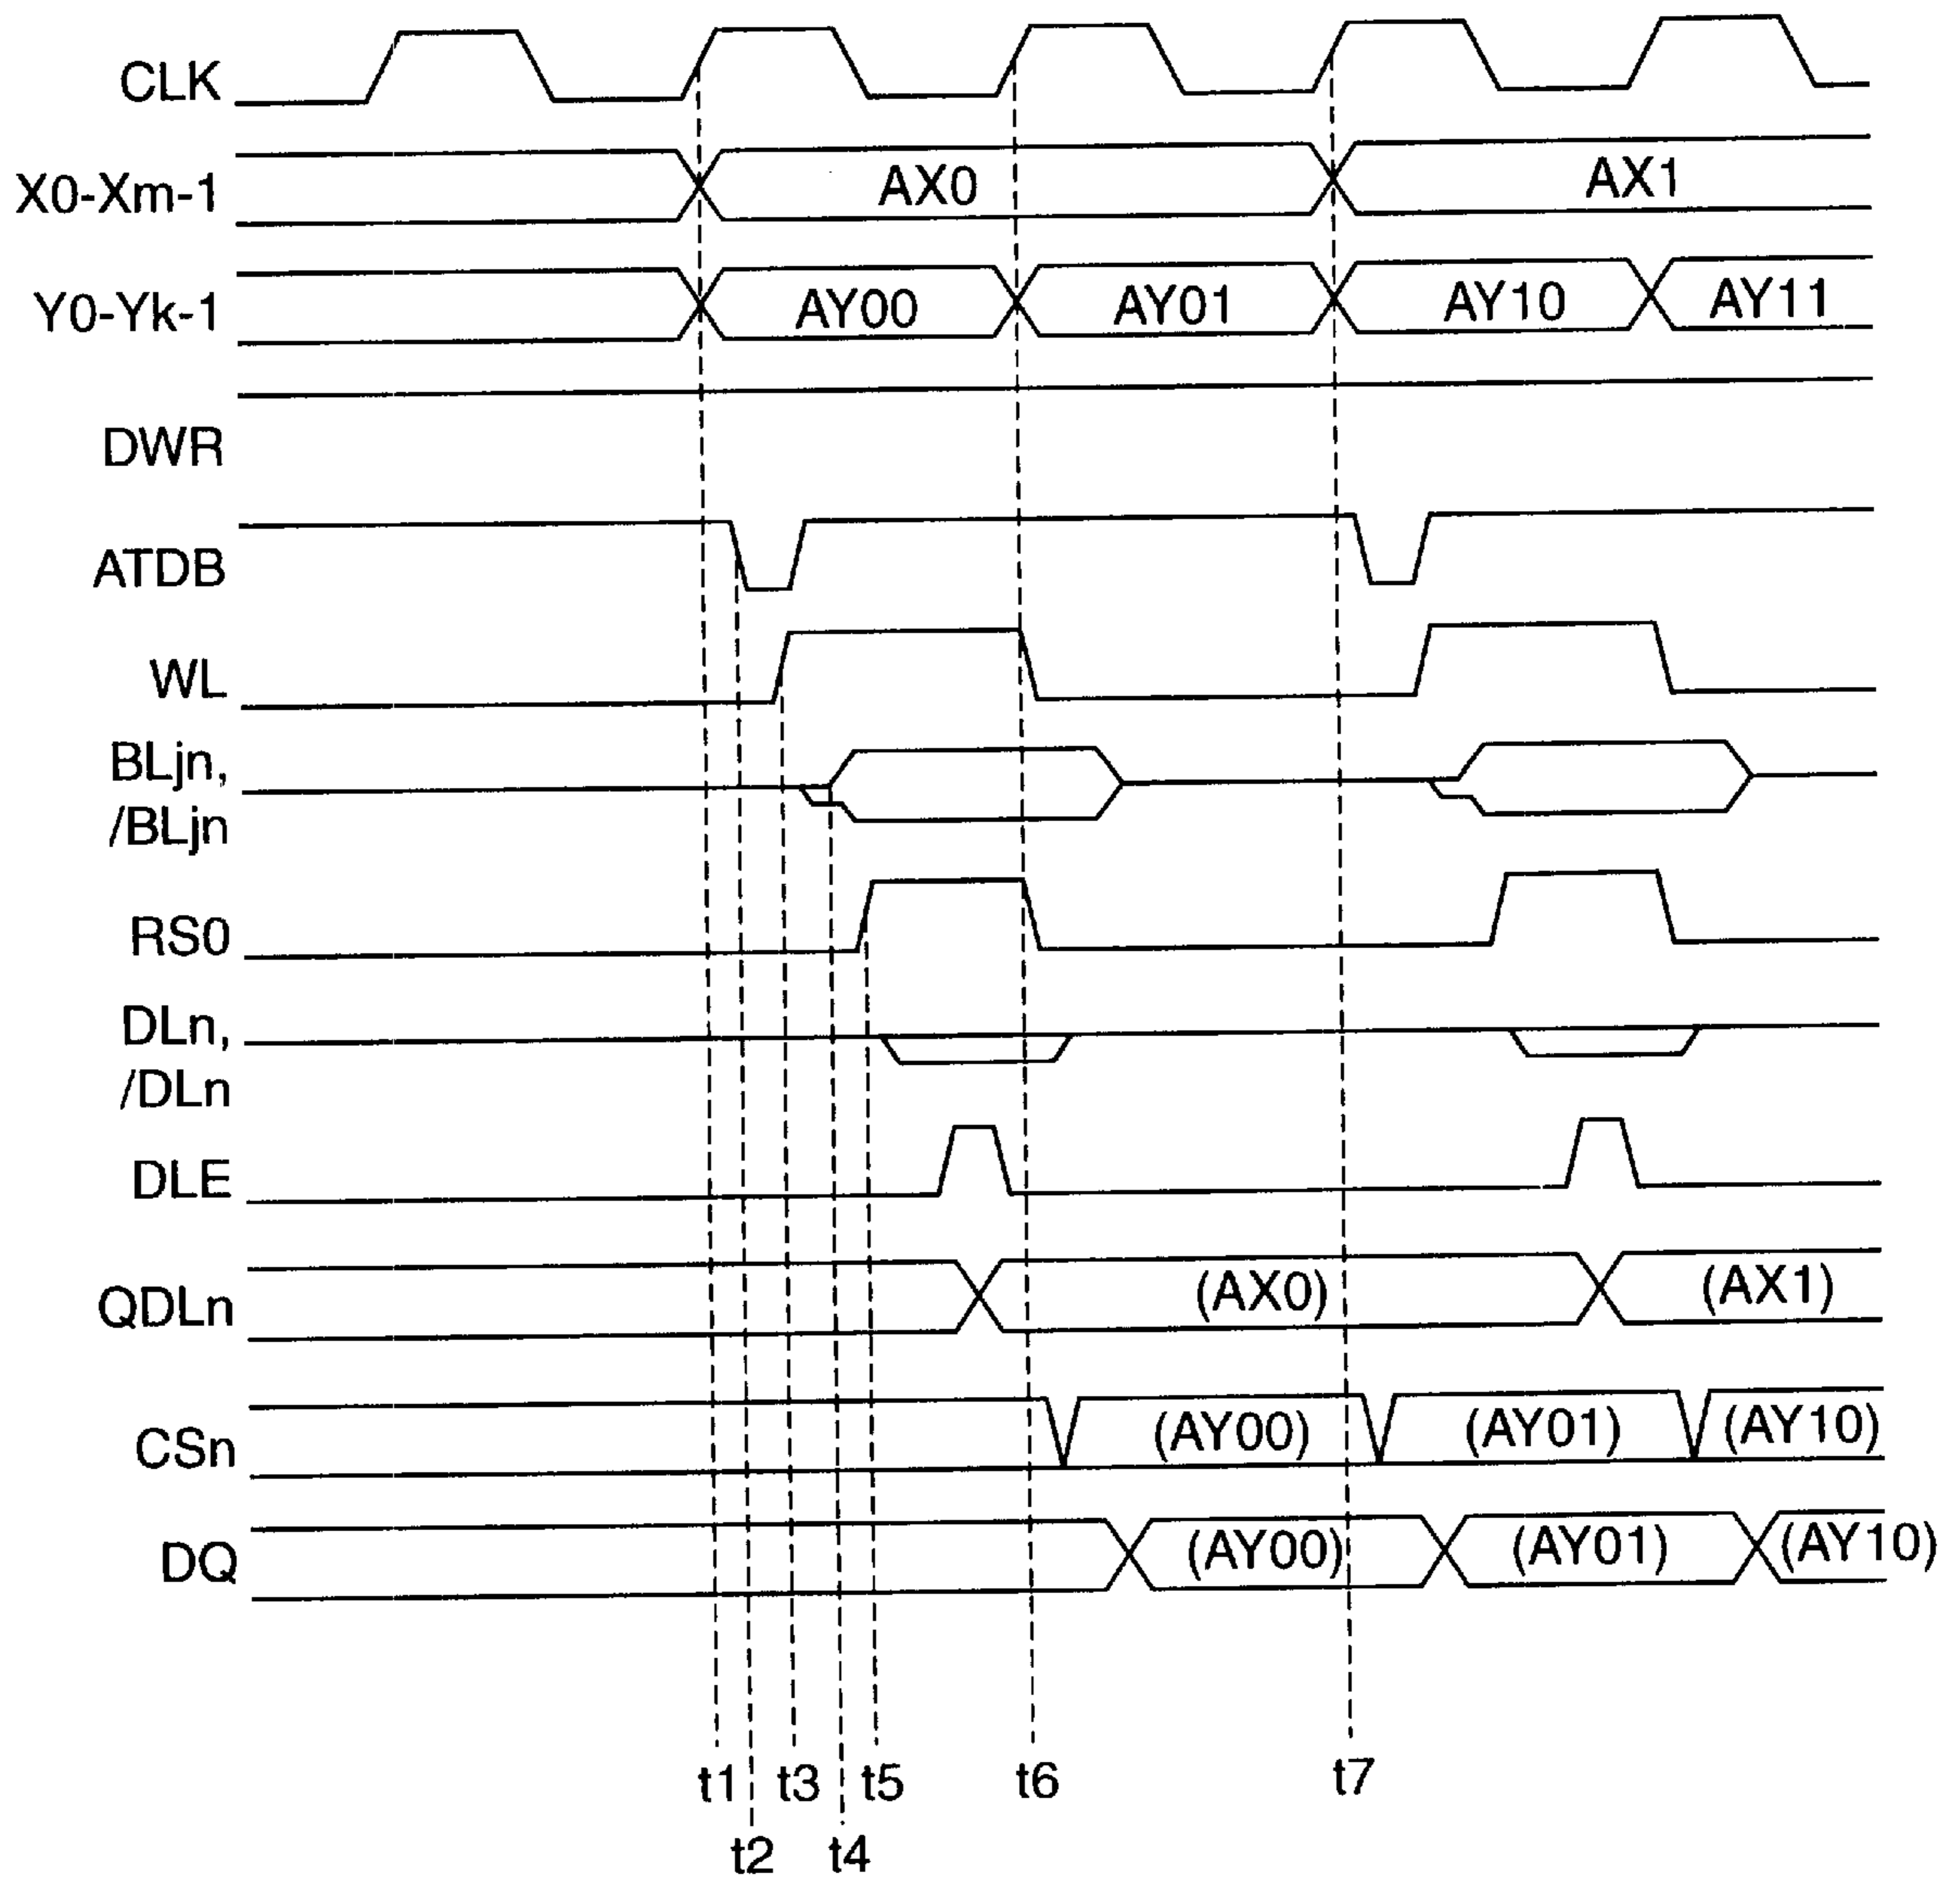 CLK
X0-Xm-1 AX0 AX1
Y0-Yk-1 AY00 AY01 AY10 AY11
DWR
ATDB
WL
BLjn,
/BLjn
RS0
DLn,
/DLn
DLE
QDLn (AX0) (AX1)
CSn (AY00) (AY01) (AY10)
DQ (AY00) (AY01) (AY10)
t1 t3 t5 t6 t7
t2 t4